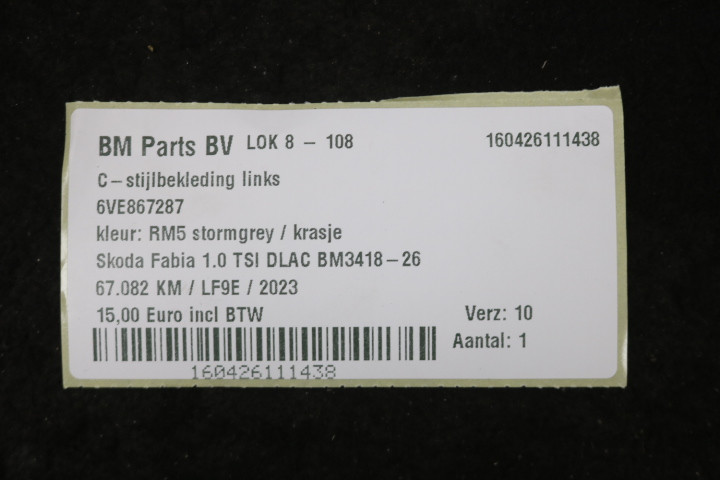 BM Parts BV LOK 8 - 108 160426111438
C-stijlbekleding links
6VE867287
kleur: RM5 stormgrey / krasje
Skoda Fabia 1.0 TSI DLAC BM3418-26
67.082 KM / LF9E / 2023
15,00 Euro incl BTW Verz: 10
Aantal: 1
160426111438